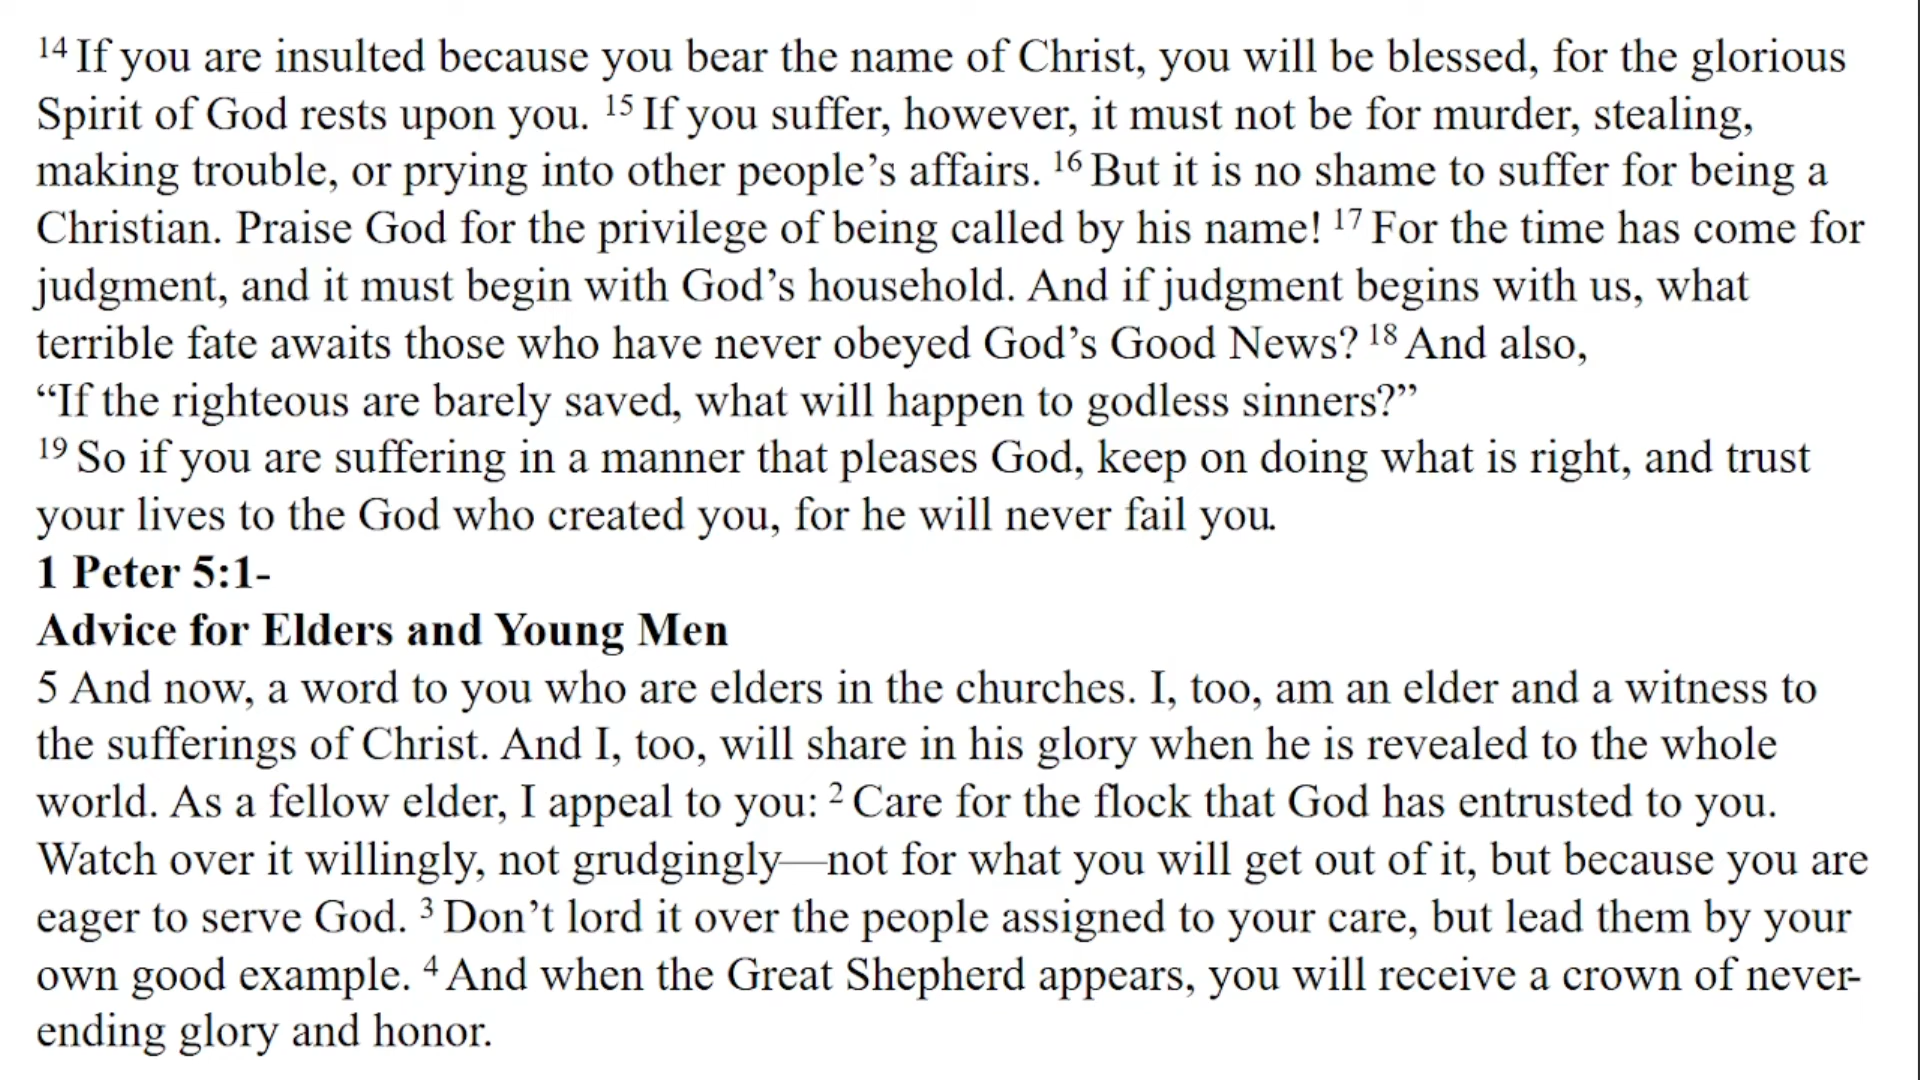 14 If you are insulted because you bear the name of Christ, you will be blessed, for the glorious
Spirit of God rests upon you. 15 If you suffer, however, it must not be for murder, stealing,
making trouble, or prying into other people’s affairs. 16 But it is no shame to suffer for being a
Christian. Praise God for the privilege of being called by his name! 17 For the time has come for
judgment, and it must begin with God’s household. And if judgment begins with us, what
terrible fate awaits those who have never obeyed God’s Good News? 18 And also,
“If the righteous are barely saved, what will happen to godless sinners?”
19 So if you are suffering in a manner that pleases God, keep on doing what is right, and trust
your lives to the God who created you, for he will never fail you.
1 Peter 5:1-
Advice for Elders and Young Men
5 And now, a word to you who are elders in the churches. I, too, am an elder and a witness to
the sufferings of Christ. And I, too, will share in his glory when he is revealed to the whole
world. As a fellow elder, I appeal to you: 2 Care for the flock that God has entrusted to you.
Watch over it willingly, not grudgingly—not for what you will get out of it, but because you are
eager to serve God. 3 Don’t lord it over the people assigned to your care, but lead them by your
own good example. 4 And when the Great Shepherd appears, you will receive a crown of never-
ending glory and honor.